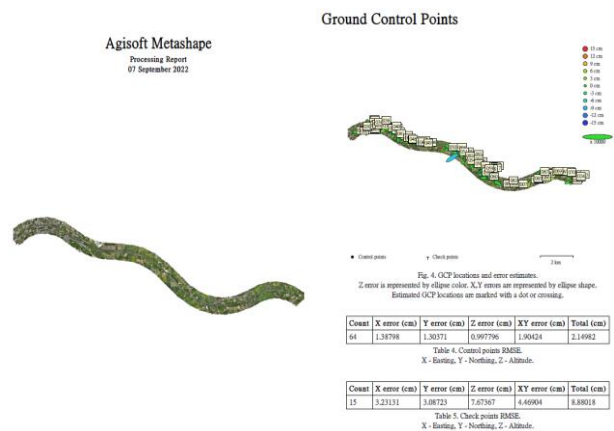 Agisoft Metashape
Processing Report
07 September 2022
Ground Control Points
15 cm
12 cm
9 cm
6 cm
3 cm
0 cm
-3 cm
-6 cm
-9 cm
-12 cm
-15 cm
x 10000
Control points
Check points
2 km
Fig. 4. GCP locations and error estimates.
Z error is represented by ellipse color. X,Y errors are represented by ellipse shape.
Estimated GCP locations are marked with a dot or crossing.
Count X error (cm) Y error (cm) Z error (cm) XY error (cm) Total (cm)
64 1.38798 1.30371 0.997796 1.90424 2.14982
Table 4. Control points RMSE.
X - Easting, Y - Northing, Z - Altitude.
Count X error (cm) Y error (cm) Z error (cm) XY error (cm) Total (cm)
15 3.23131 3.08723 7.67367 4.46904 8.88018
Table 5. Check points RMSE.
X - Easting, Y - Northing, Z - Altitude.